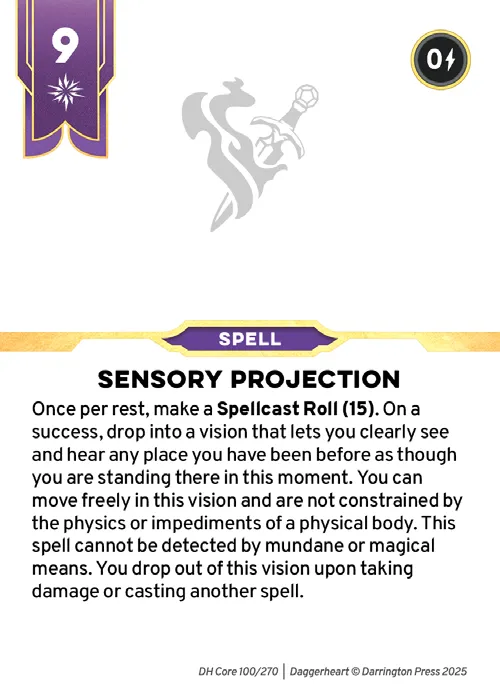 9
0
SPELL
SENSORY PROJECTION
Once per rest, make a Spellcast Roll (15). On a
success, drop into a vision that lets you clearly see
and hear any place you have been before as though
you are standing there in this moment. You can
move freely in this vision and are not constrained by
the physics or impediments of a physical body. This
spell cannot be detected by mundane or magical
means. You drop out of this vision upon taking
damage or casting another spell.
DH Core 100/270 | Daggerheart © Darrington Press 2025